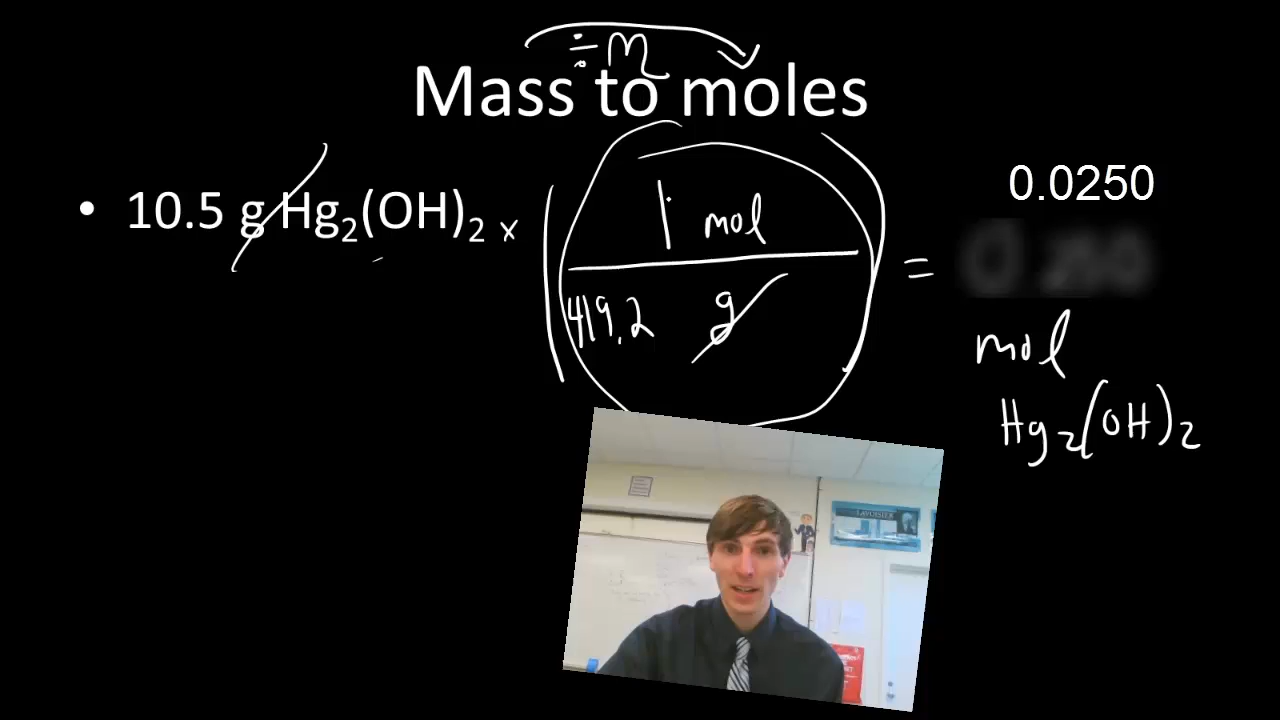 ÷ m
Mass to moles
• 10.5 g Hg₂(OH)₂ x
1 mol
419.2 g
=
0.0250
mol
Hg₂(OH)₂
LAVOISIER